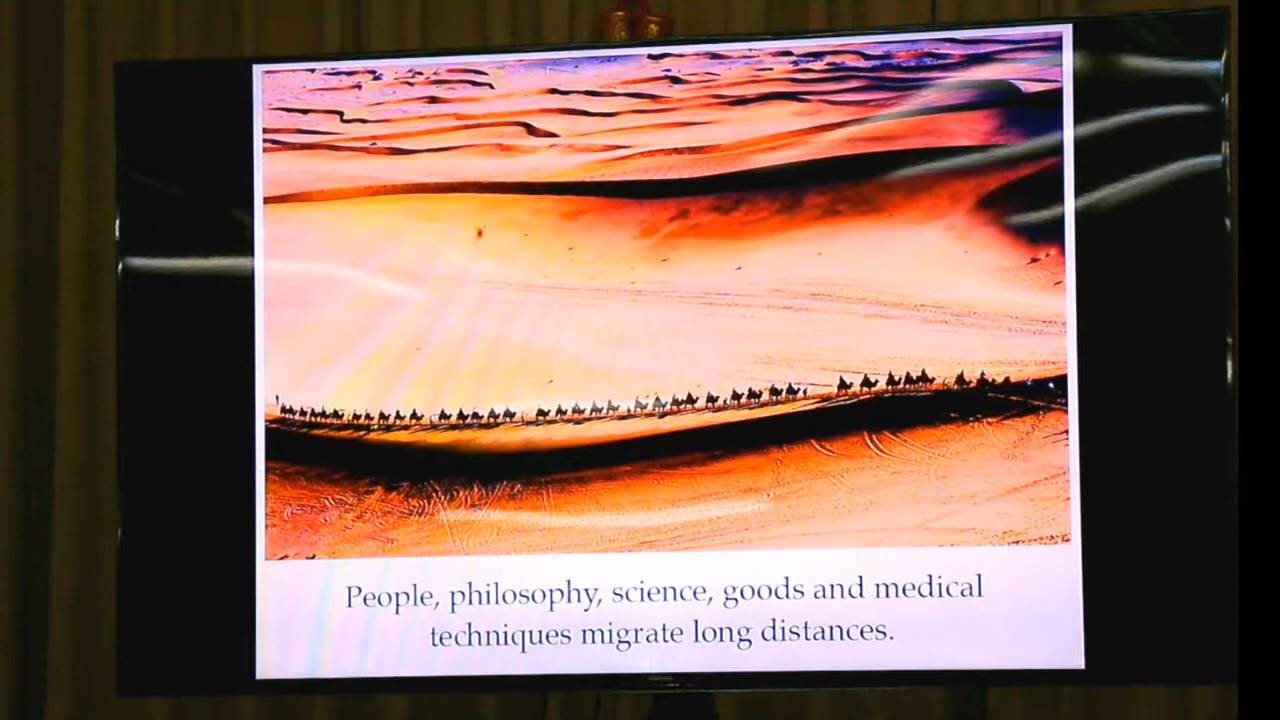 People, philosophy, science, goods and medical
techniques migrate long distances.